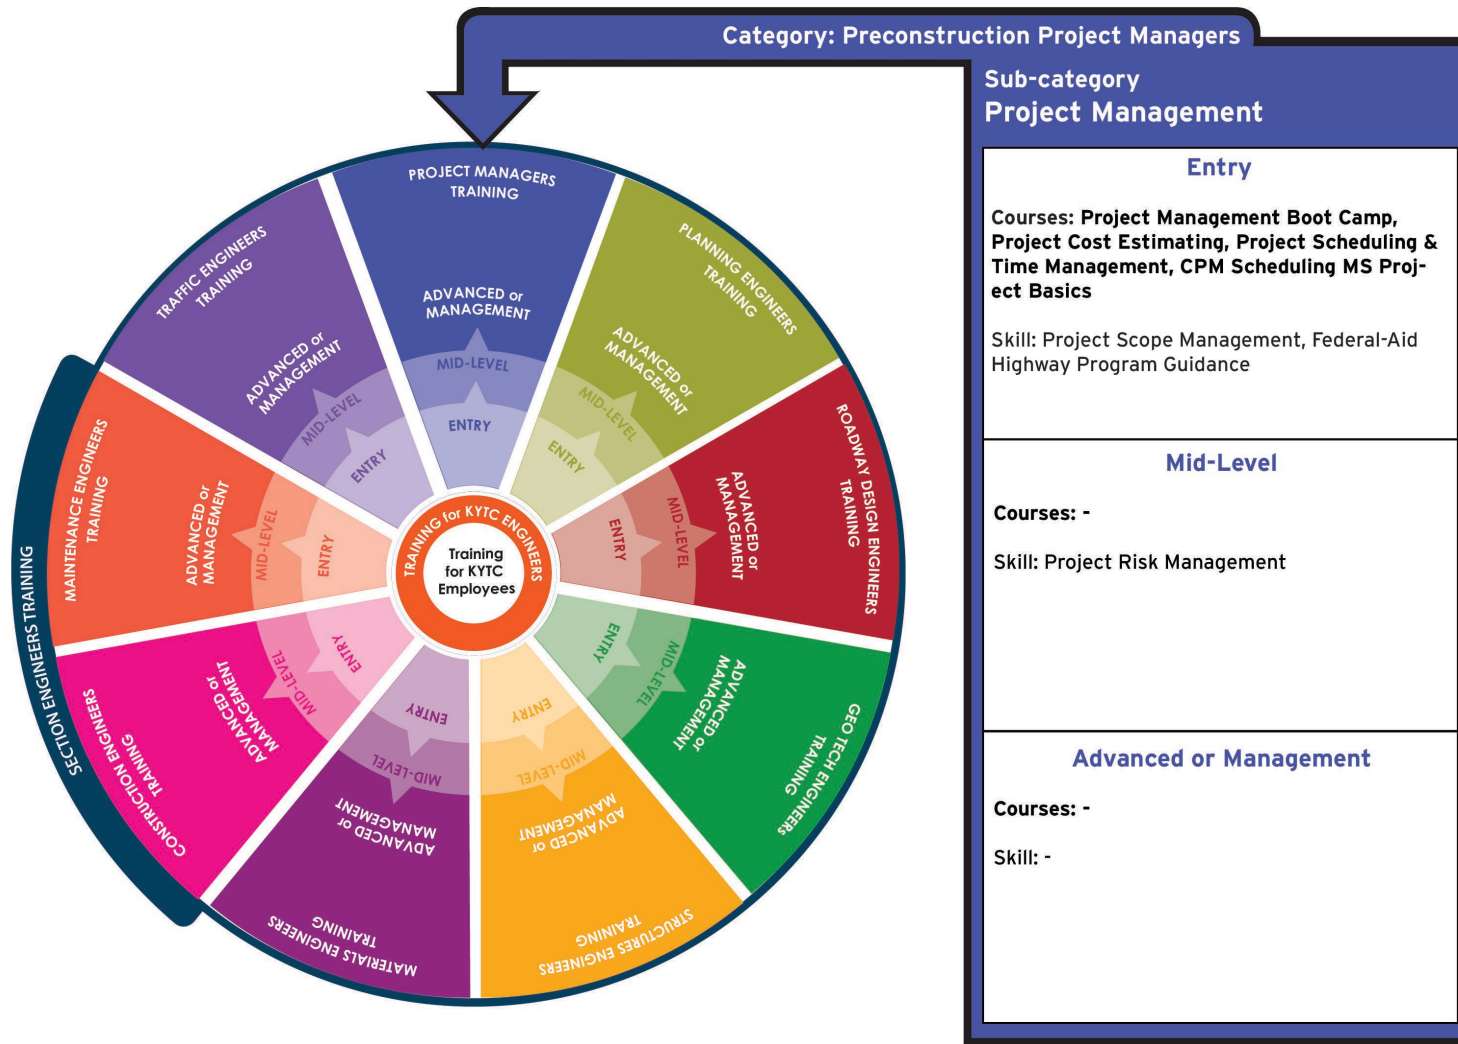 Category: Preconstruction Project Managers
Sub-category
Project Management
Entry
Courses: Project Management Boot Camp,
Project Cost Estimating, Project Scheduling &
Time Management, CPM Scheduling MS Proj-
ect Basics
Skill: Project Scope Management, Federal-Aid
Highway Program Guidance
Mid-Level
Courses: -
Skill: Project Risk Management
Advanced or Management
Courses: -
Skill: -
PROJECT MANAGERS
TRAINING
ADVANCED or
MANAGEMENT
MID-LEVEL
ENTRY
PLANNING ENGINEERS
TRAINING
ADVANCED or
MANAGEMENT
MID-LEVEL
ENTRY
ROADWAY DESIGN ENGINEERS
TRAINING
ADVANCED or
MANAGEMENT
MID-LEVEL
ENTRY
GEO TECH ENGINEERS
TRAINING
ADVANCED or
MANAGEMENT
MID-LEVEL
ENTRY
STRUCTURES ENGINEERS
TRAINING
ADVANCED or
MANAGEMENT
MID-LEVEL
ENTRY
MATERIALS ENGINEERS
TRAINING
ADVANCED or
MANAGEMENT
MID-LEVEL
ENTRY
CONSTRUCTION ENGINEERS
TRAINING
ADVANCED or
MANAGEMENT
MID-LEVEL
ENTRY
MAINTENANCE ENGINEERS
TRAINING
ADVANCED or
MANAGEMENT
MID-LEVEL
ENTRY
TRAFFIC ENGINEERS
TRAINING
ADVANCED or
MANAGEMENT
MID-LEVEL
ENTRY
SECTION ENGINEERS TRAINING
TRAINING for KYTC ENGINEERS
Training
for KYTC
Employees